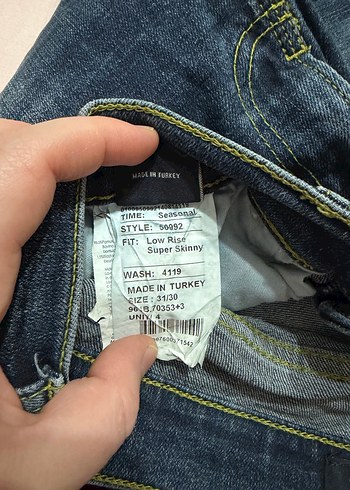 MADE IN TURKEY
TIME: Seasonal
STYLE: 50992
FIT: Low Rise
Super Skinny
WASH: 4119
MADE IN TURKEY
SIZE: 31/30
UNIT: 4